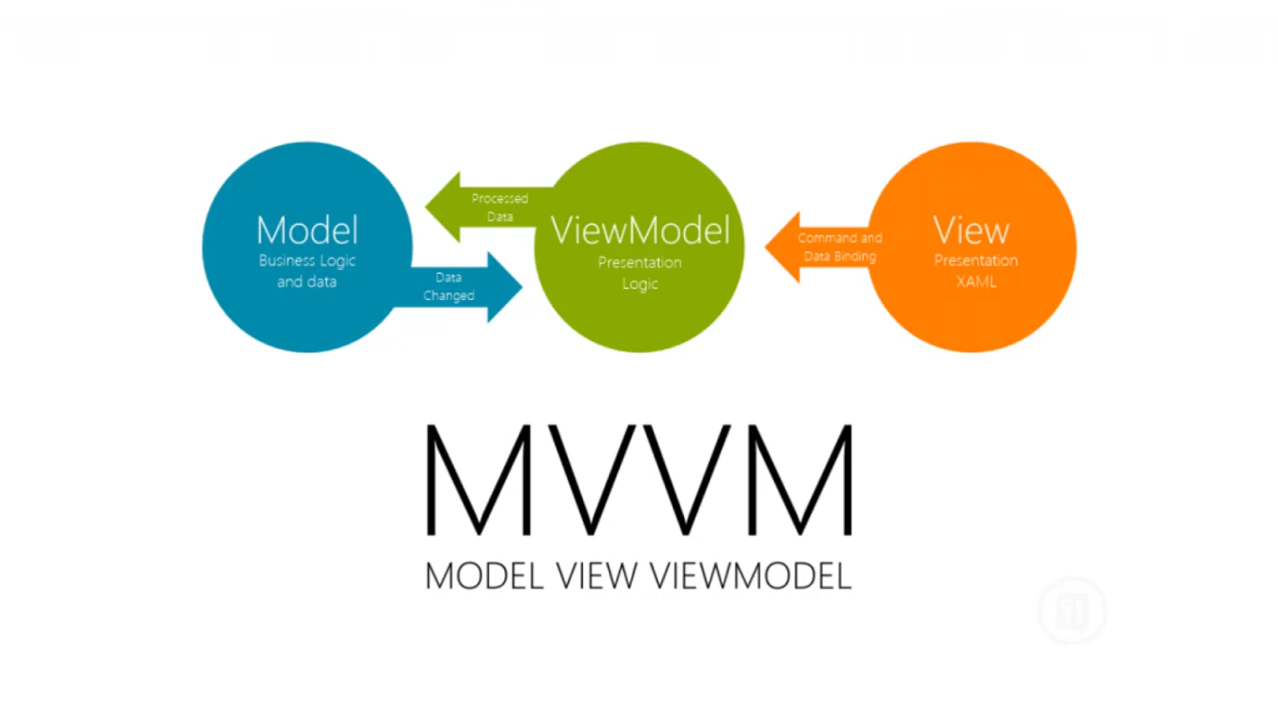 Model
Business Logic
and data
Processed
Data
Data
Changed
ViewModel
Presentation
Logic
Command and
Data Binding
View
Presentation
XAML
MVVM
MODEL VIEW VIEWMODEL